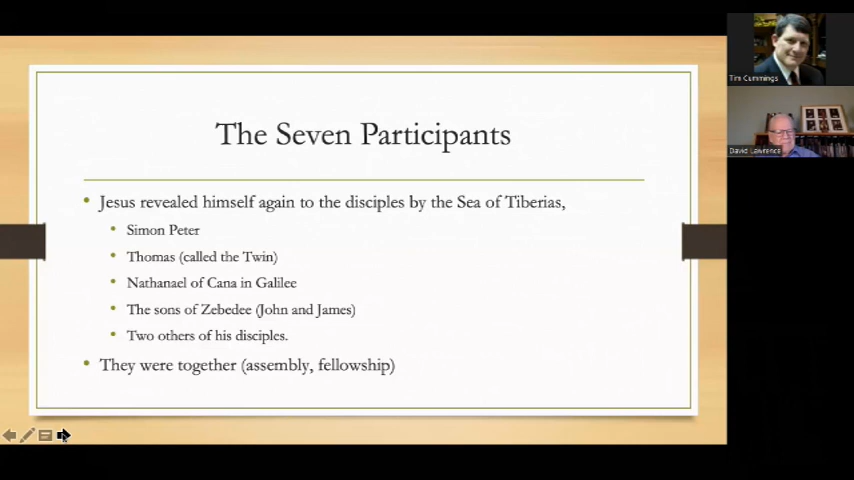 The Seven Participants
Jesus revealed himself again to the disciples by the Sea of Tiberias,
Simon Peter
Thomas (called the Twin)
Nathanael of Cana in Galilee
The sons of Zebedee (John and James)
Two others of his disciples.
They were together (assembly, fellowship)
Tim Cummings
David Lawrence